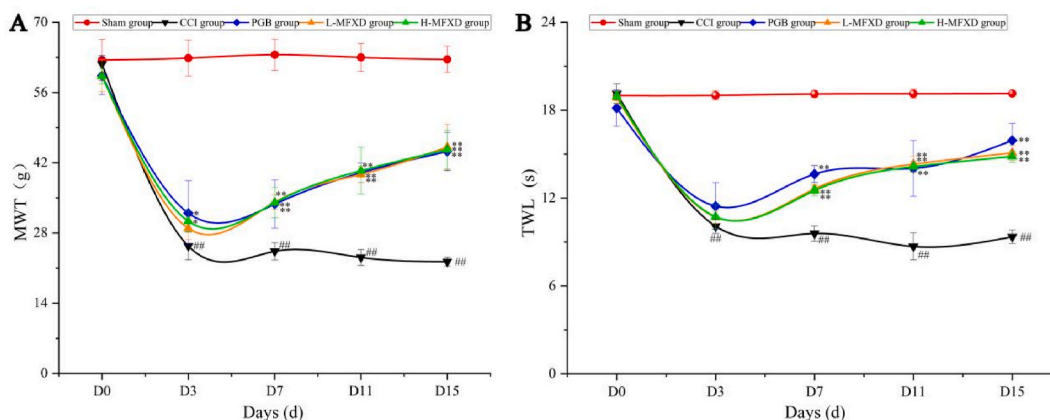 A
Sham group CCI group PGB group L-MFXD group H-MFXD group
70
56
42
28
14
0
MWT（g）
** ** **
** ** **
** ** **
* *
## ## ## ##
D0 D3 D7 D11 D15
Days (d)
B
Sham group CCI group PGB group L-MFXD group H-MFXD group
24
18
12
6
0
TWL (s)
** ** **
** ** **
** ** **
## ## ## ##
D0 D3 D7 D11 D15
Days (d)